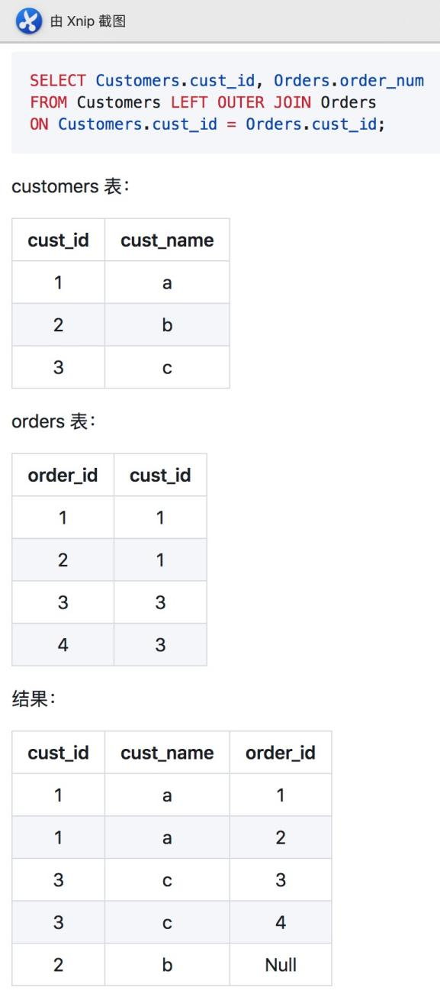 由 Xnip 截图
SELECT Customers.cust_id, Orders.order_num
FROM Customers LEFT OUTER JOIN Orders
ON Customers.cust_id = Orders.cust_id;
customers 表：
cust_id cust_name
1 a
2 b
3 c
orders 表：
order_id cust_id
1 1
2 1
3 3
4 3
结果：
cust_id cust_name order_id
1 a 1
1 a 2
3 c 3
3 c 4
2 b Null